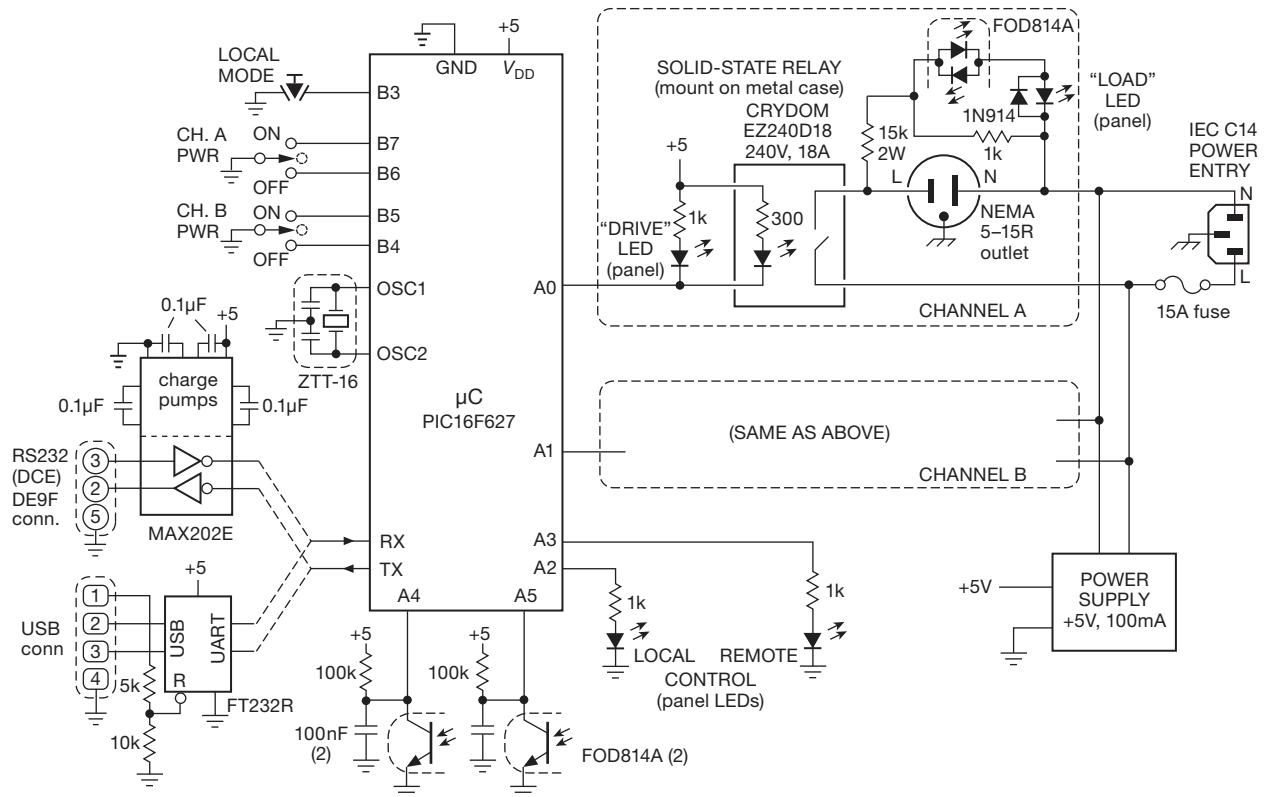 +5
GND
VDD
LOCAL
MODE
B3
CH. A
PWR
ON
OFF
B7
B6
CH. B
PWR
ON
OFF
B5
B4
OSC1
OSC2
ZTT-16
0.1µF
+5
charge
pumps
0.1µF
0.1µF
RS232
(DCE)
DE9F
conn.
3
2
5
MAX202E
µC
PIC16F627
RX
TX
A0
A1
A3
A2
A4
A5
+5
USB
conn
1
2
3
4
USB
UART
R
5k
10k
FT232R
+5
100k
100nF
(2)
+5
100k
FOD814A (2)
1k
1k
LOCAL
REMOTE
CONTROL
(panel LEDs)
SOLID-STATE RELAY
(mount on metal case)
CRYDOM
EZ240D18
240V, 18A
+5
1k
300
"DRIVE"
LED
(panel)
FOD814A
15k
2W
1N914
1k
"LOAD"
LED
(panel)
L
N
NEMA
5–15R
outlet
CHANNEL A
IEC C14
POWER
ENTRY
N
L
15A fuse
(SAME AS ABOVE)
CHANNEL B
+5V
POWER
SUPPLY
+5V, 100mA